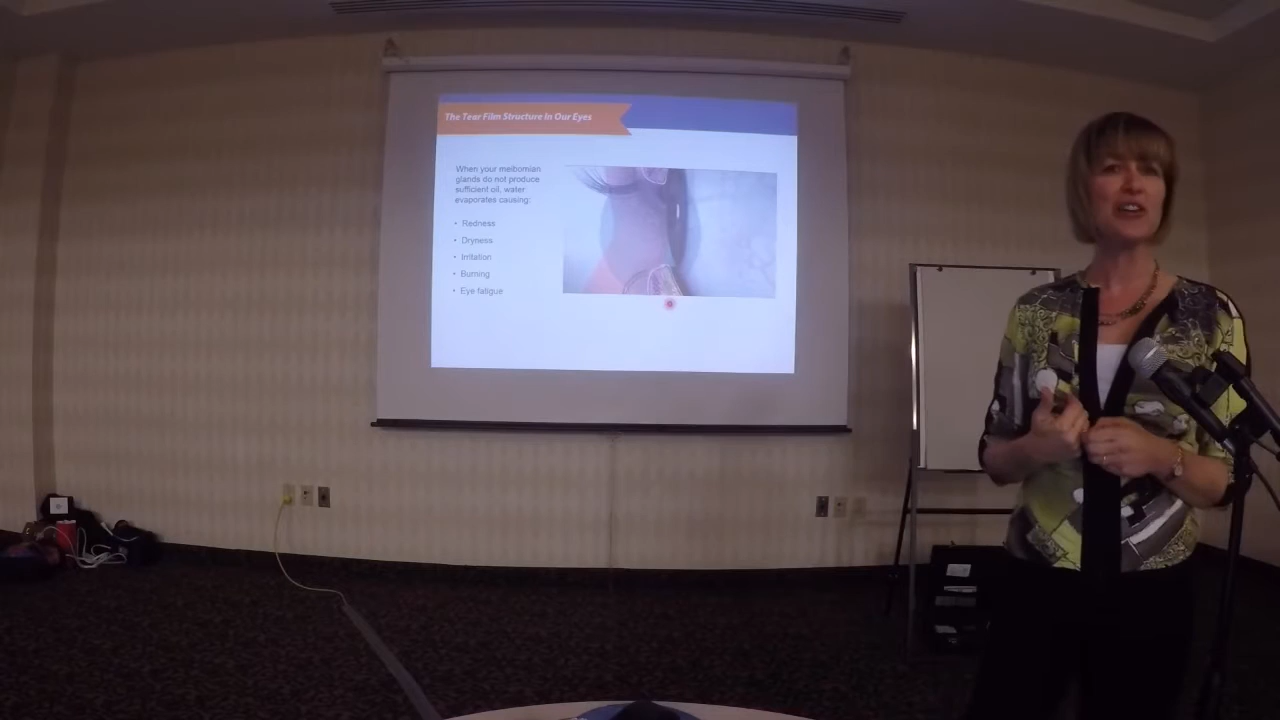 The Tear Film Structure in Our Eyes
When your meibomian
glands do not produce
sufficient oil, water
evaporates causing:
• Redness
• Dryness
• Irritation
• Burning
• Eye fatigue